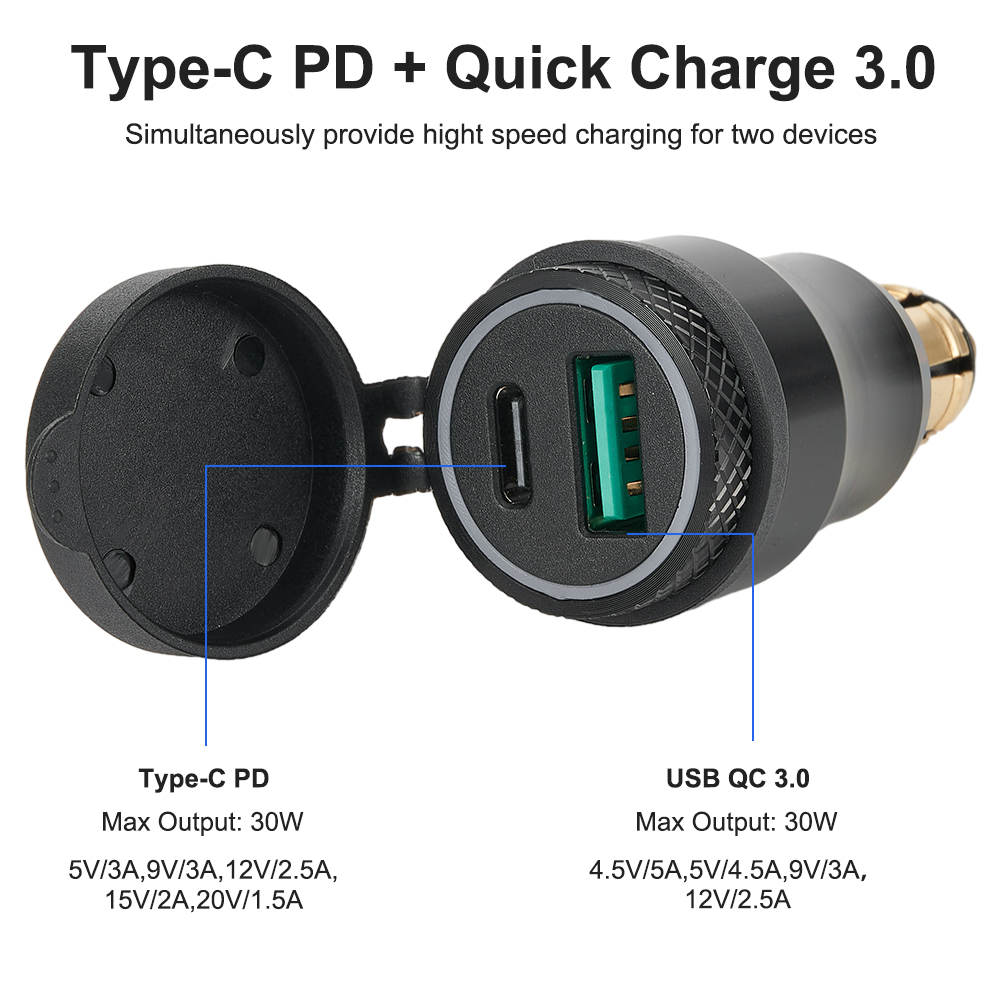 Type-C PD + Quick Charge 3.0
Simultaneously provide hight speed charging for two devices
Type-C PD
Max Output: 30W
5V/3A,9V/3A,12V/2.5A,
15V/2A,20V/1.5A
USB QC 3.0
Max Output: 30W
4.5V/5A,5V/4.5A,9V/3A,
12V/2.5A